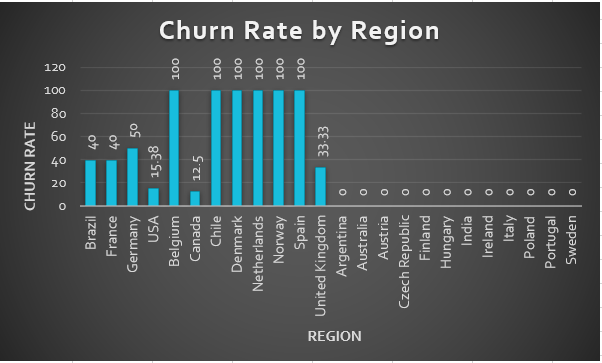 Churn Rate by Region
CHURN RATE
120
100
80
60
40
20
0
40
40
50
15.38
100
12.5
100
100
100
100
100
33.33
0
0
0
0
0
0
0
0
0
0
0
0
Brazil
France
Germany
USA
Belgium
Canada
Chile
Denmark
Netherlands
Norway
Spain
United Kingdom
Argentina
Australia
Austria
Czech Republic
Finland
Hungary
India
Ireland
Italy
Poland
Portugal
Sweden
REGION